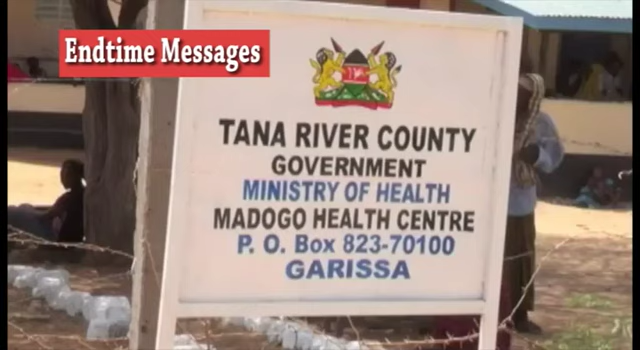 Endtime Messages
TANA RIVER COUNTY
GOVERNMENT
MINISTRY OF HEALTH
MADOGO HEALTH CENTRE
P. O. Box 823-70100
GARISSA